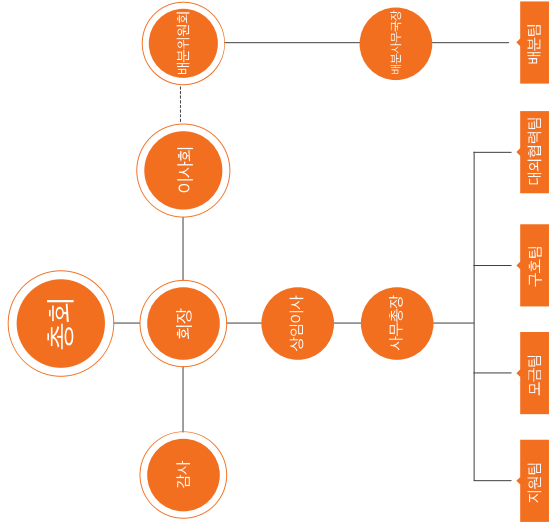 총회
감사
회장
이사회
배분위원회
상임이사
사무총장
배분사무국장
지원팀
모금팀
구호팀
대외협력팀
배분팀